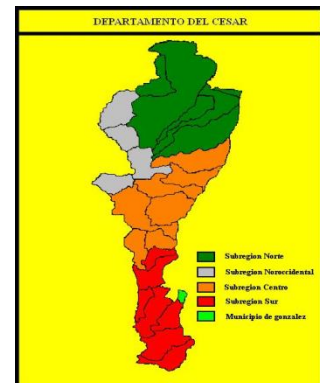 DEPARTAMENTO DEL CESAR
Subregion Norte
Subregion Noroccidental
Subregion Centro
Subregion Sur
Municipio de gonzalez